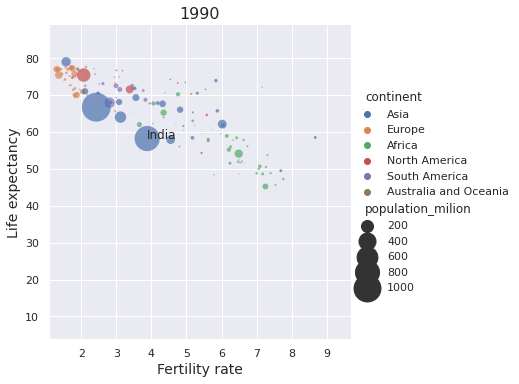 1990
Life expectancy
80
70
60
50
40
30
20
10
India
2 3 4 5 6 7 8 9
Fertility rate
continent
Asia
Europe
Africa
North America
South America
Australia and Oceania
population_milion
200
400
600
800
1000